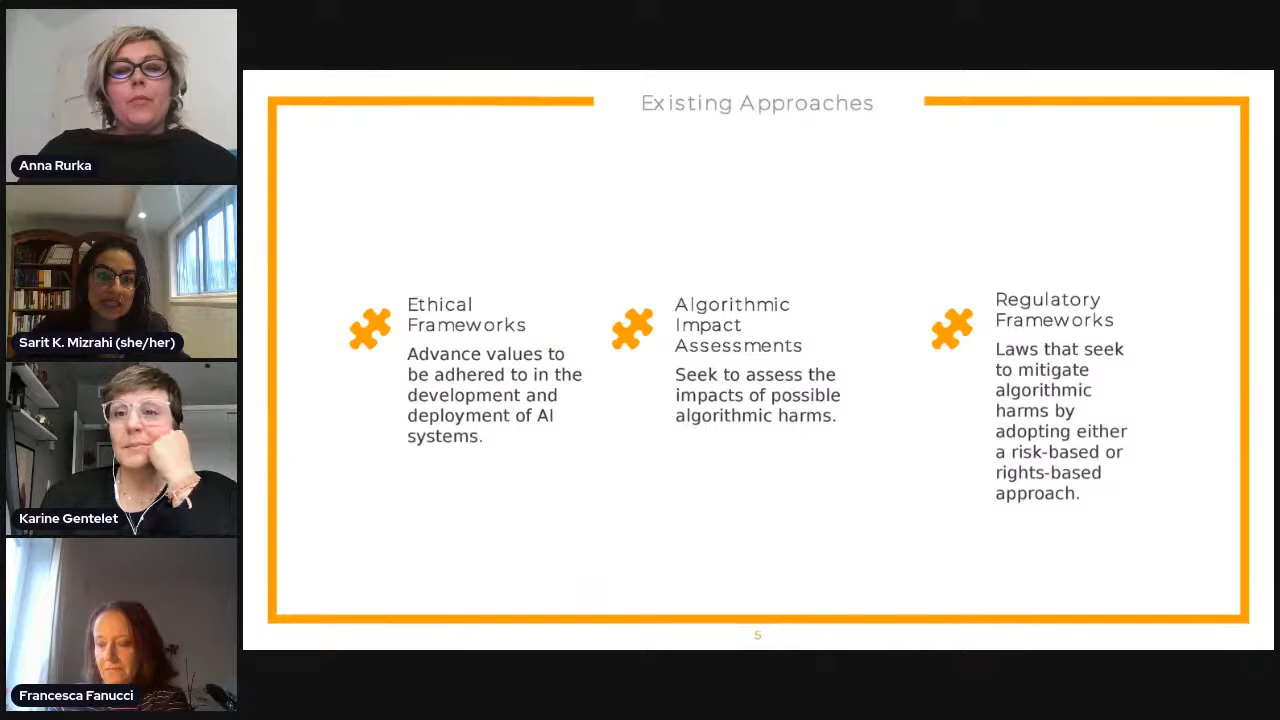 Anna Rurka
Sarit K. Mizrahi (she/her)
Karine Gentelet
Francesca Fanucci
Existing Approaches
Ethical
Frameworks
Advance values to
be adhered to in the
development and
deployment of AI
systems.
Algorithmic
Impact
Assessments
Seek to assess the
impacts of possible
algorithmic harms.
Regulatory
Frameworks
Laws that seek
to mitigate
algorithmic
harms by
adopting either
a risk-based or
rights-based
approach.
5